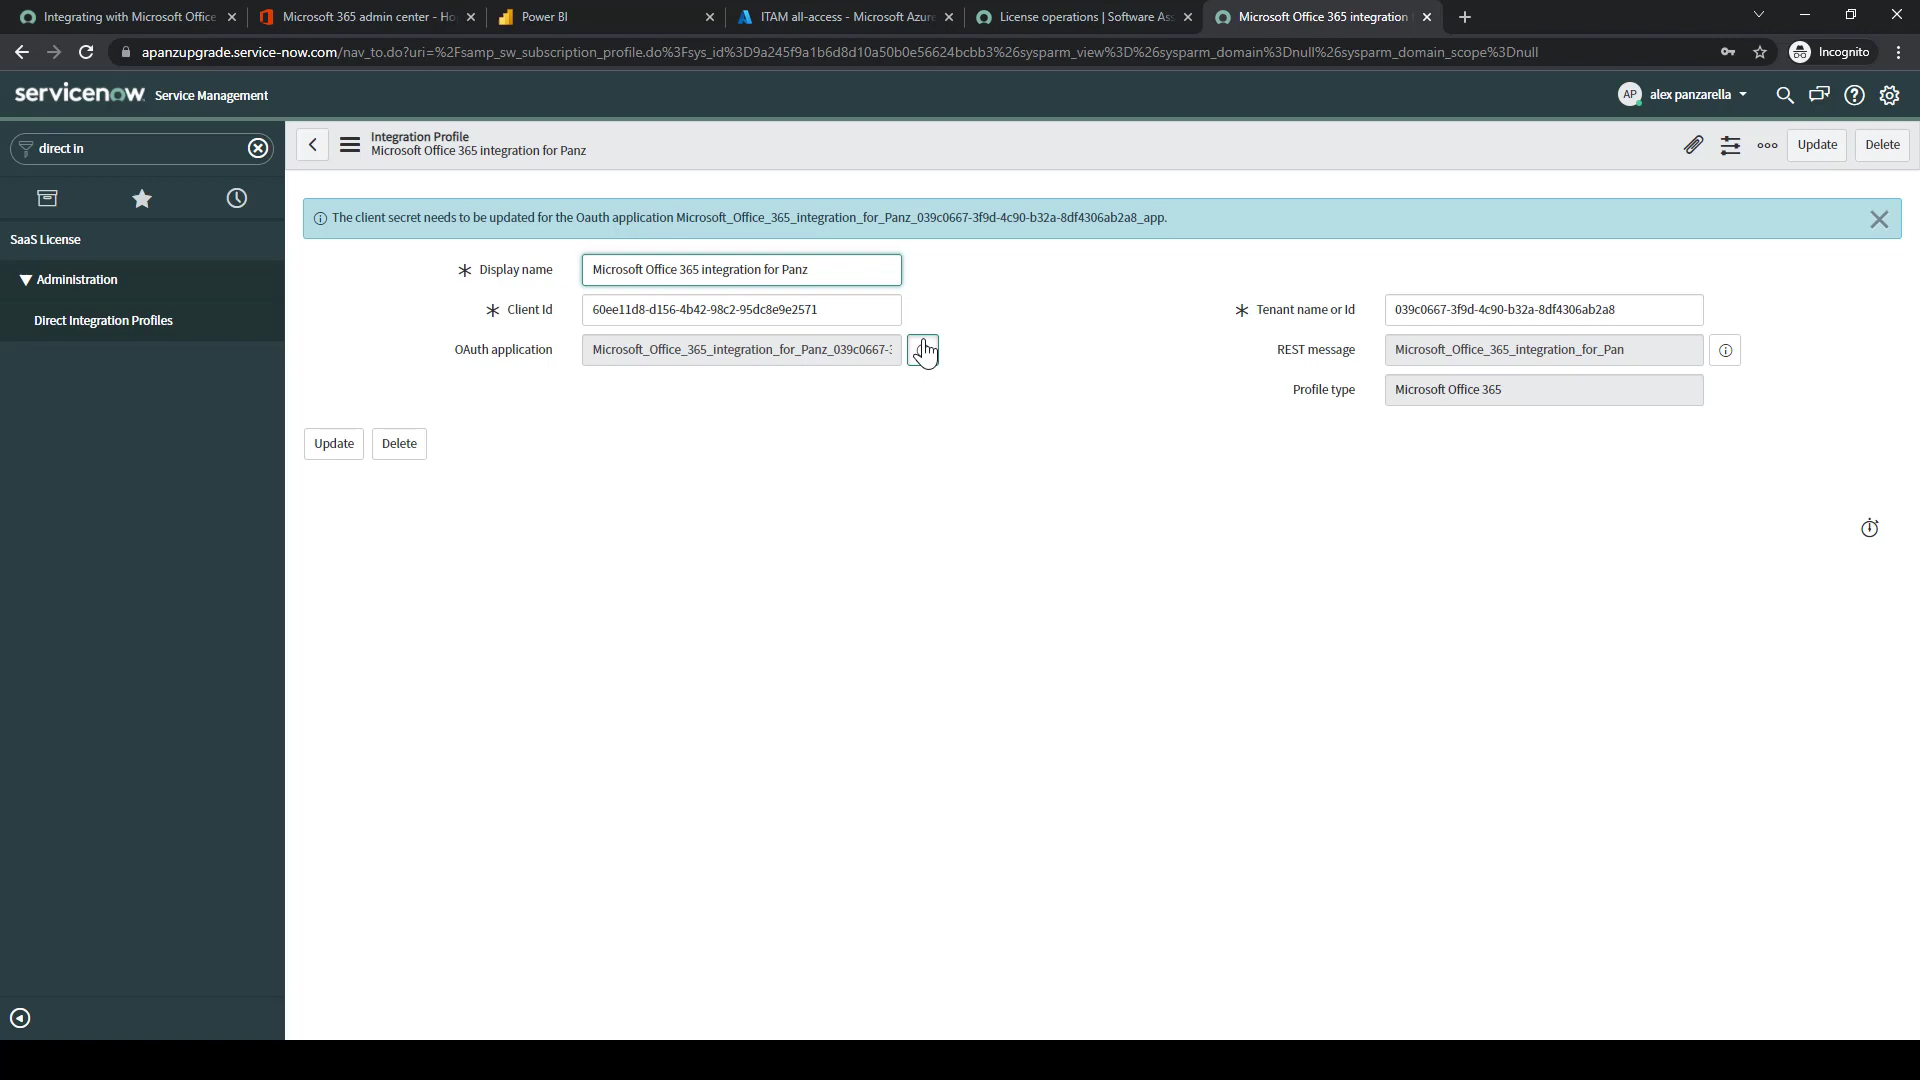 Integrating with Microsoft Office
Microsoft 365 admin center - Ho
Power BI
ITAM all-access - Microsoft Azure
License operations | Software Ass
Microsoft Office 365 integration
apanzupgrade.service-now.com/nav_to.do?uri=%2Fsamp_sw_subscription_profile.do%3Fsys_id%3D9a245f9a1b6d8d10a50b0e56624bcbb3%26sysparm_view%3D%26sysparm_domain%3Dnull%26sysparm_domain_scope%3Dnull
Incognito
servicenow Service Management
AP alex panzarella
direct in
Integration Profile
Microsoft Office 365 integration for Panz
Update
Delete
SaaS License
Administration
Direct Integration Profiles
The client secret needs to be updated for the Oauth application Microsoft_Office_365_integration_for_Panz_039c0667-3f9d-4c90-b32a-8df4306ab2a8_app.
Display name
Microsoft Office 365 integration for Panz
Client Id
60ee11d8-d156-4b42-98c2-95dc8e9e2571
Tenant name or Id
039c0667-3f9d-4c90-b32a-8df4306ab2a8
OAuth application
Microsoft_Office_365_integration_for_Panz_039c0667-3
REST message
Microsoft_Office_365_integration_for_Pan
Profile type
Microsoft Office 365
Update
Delete